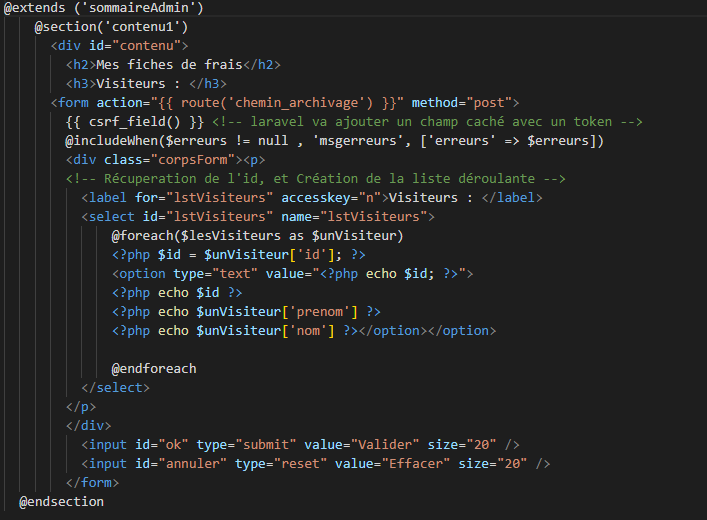 @extends ('sommaireAdmin')
@section('contenu1')
<div id="contenu">
<h2>Mes fiches de frais</h2>
<h3>Visiteurs : </h3>
<form action="{{ route('chemin_archivage') }}" method="post">
{{ csrf_field() }} <!-- laravel va ajouter un champ caché avec un token -->
@includeWhen($erreurs != null , 'msgerreurs', ['errors' => $erreurs])
<div class="corpsForm"><p>
<!-- Récuperation de l'id, et Création de la liste déroulante -->
<label for="lstVisiteurs" accesskey="n">Visiteurs : </label>
<select id="lstVisiteurs" name="lstVisiteurs">
@foreach($lesVisiteurs as $unVisiteur)
<?php $id = $unVisiteur['id']; ?>
<option type="text" value="<?php echo $id; ?>">
<?php echo $id ?>
<?php echo $unVisiteur['prenom'] ?>
<?php echo $unVisiteur['nom'] ?></option></option>
@endforeach
</select>
</p>
</div>
<input id="ok" type="submit" value="Valider" size="20" />
<input id="annuler" type="reset" value="Effacer" size="20" />
</form>
@endsection